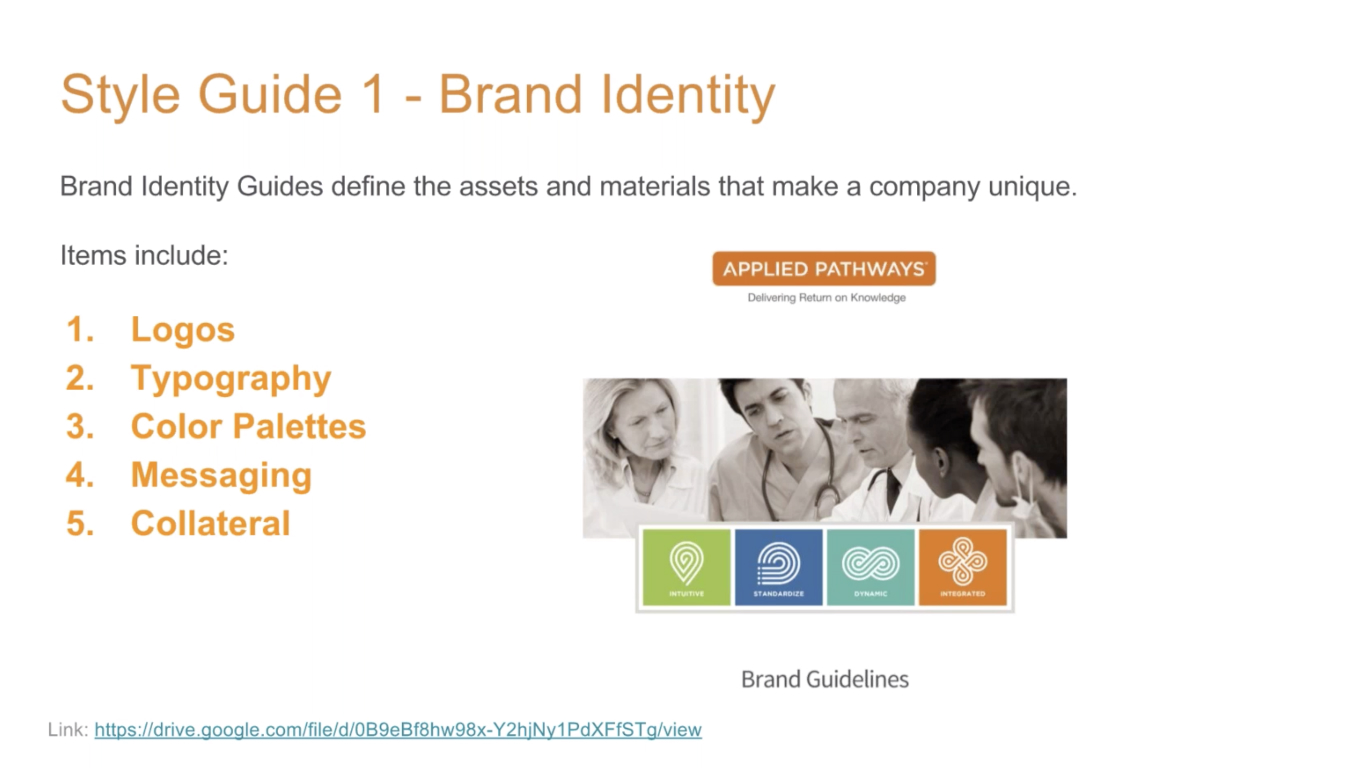 Style Guide 1 - Brand Identity
Brand Identity Guides define the assets and materials that make a company unique.
Items include:
1. Logos
2. Typography
3. Color Palettes
4. Messaging
5. Collateral
APPLIED PATHWAYS
Delivering Return on Knowledge
INTUITIVE STANDARDIZE DYNAMIC INTEGRATED
Brand Guidelines
Link: https://drive.google.com/file/d/0B9eBf8hw98x-Y2hjNy1PdXFfSTg/view